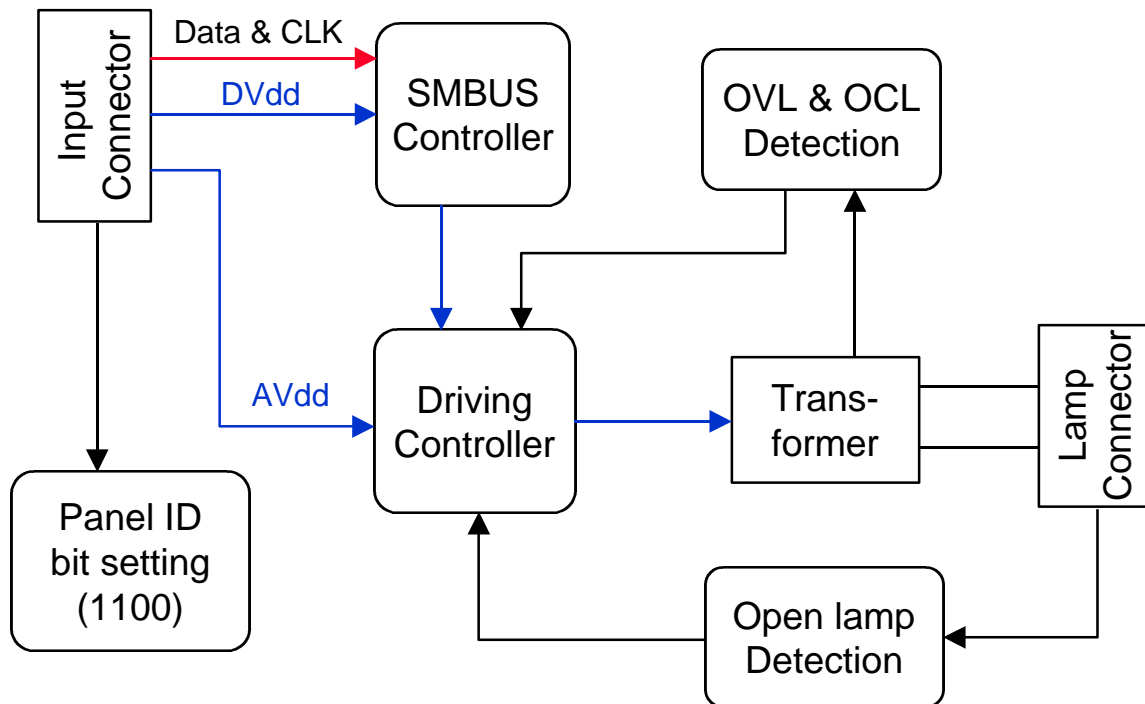 Input
Connector
Data & CLK
DVdd
SMBUS
Controller
OVL & OCL
Detection
AVdd
Driving
Controller
Trans-
former
Lamp
Connector
Panel ID
bit setting
(1100)
Open lamp
Detection